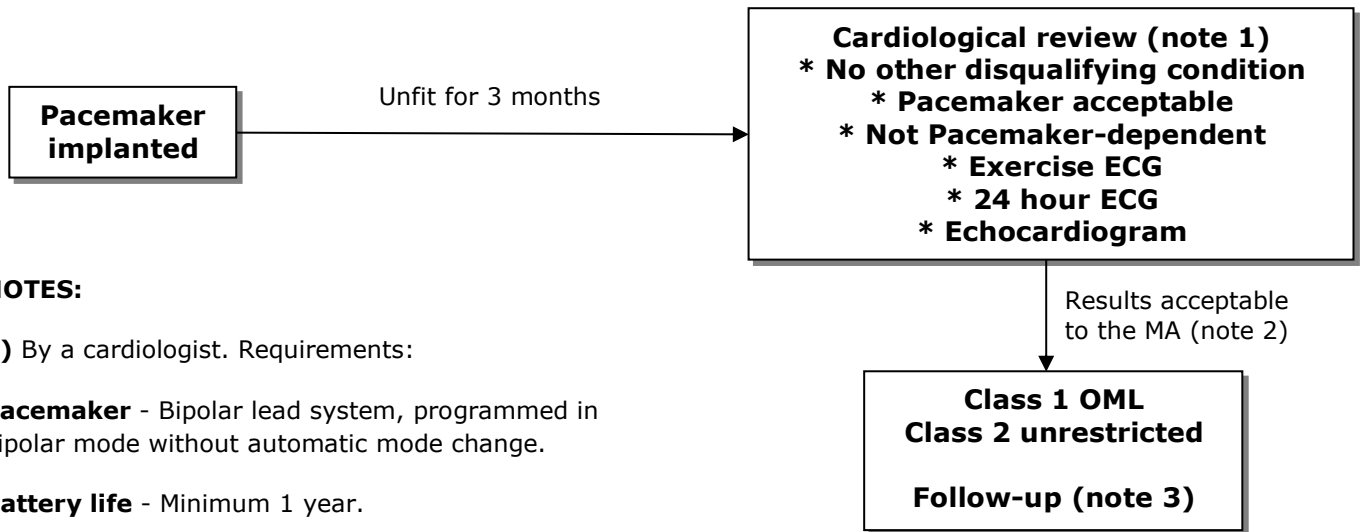 Pacemaker
implanted
Unfit for 3 months
Cardiological review (note 1)
* No other disqualifying condition
* Pacemaker acceptable
* Not Pacemaker-dependent
* Exercise ECG
* 24 hour ECG
* Echocardiogram
Results acceptable
to the MA (note 2)
Class 1 OML
Class 2 unrestricted
Follow-up (note 3)
OTES:
) By a cardiologist. Requirements:
acemaker - Bipolar lead system, programmed in
ipolar mode without automatic mode change.
attery life - Minimum 1 year.